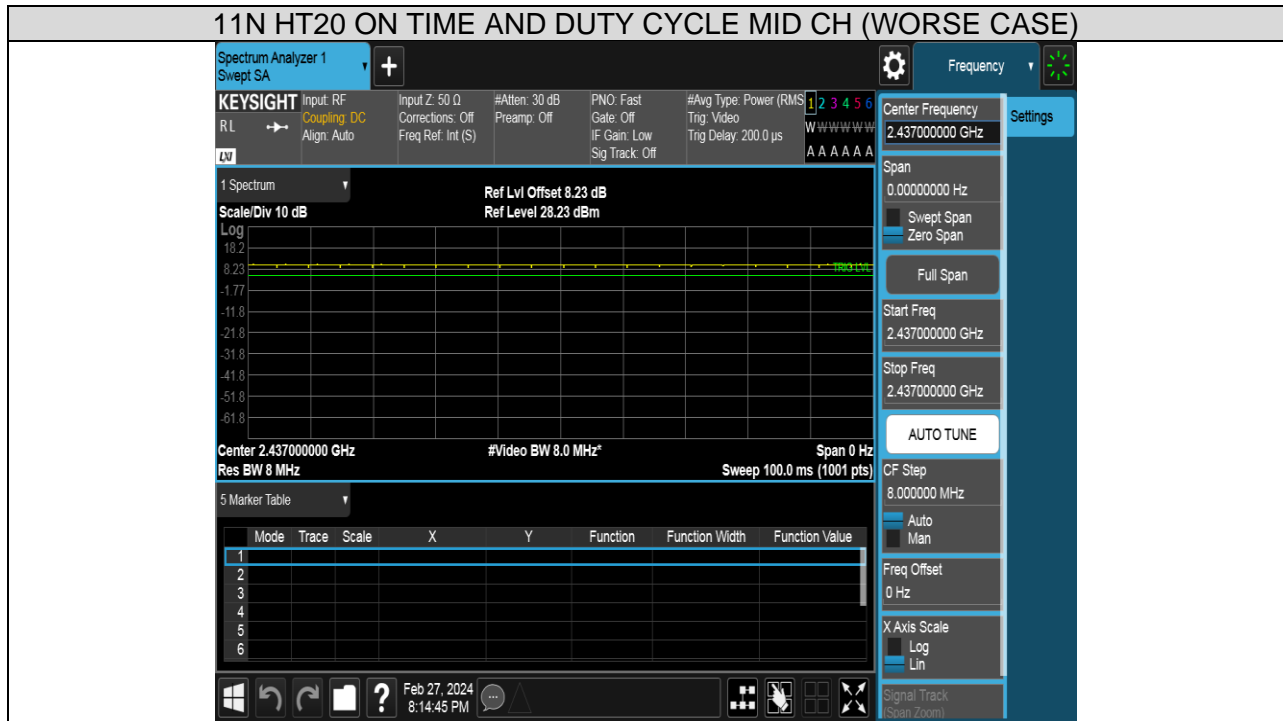 11N HT20 ON TIME AND DUTY CYCLE MID CH (WORSE CASE)
Spectrum Analyzer 1
Swept SA
+
Frequency
KEYSIGHT
RL
LXI
Input: RF
Coupling: DC
Align: Auto
Input Z: 50 Ω
Corrections: Off
Freq Ref: Int (S)
#Atten: 30 dB
Preamp: Off
PNO: Fast
Gate: Off
IF Gain: Low
Sig Track: Off
#Avg Type: Power (RMS
Trig: Video
Trig Delay: 200.0 µs
1 2 3 4 5 6
W W W W W W
A A A A A A
Center Frequency
2.437000000 GHz
Settings
Span
0.00000000 Hz
Swept Span
Zero Span
Full Span
Start Freq
2.437000000 GHz
Stop Freq
2.437000000 GHz
AUTO TUNE
CF Step
8.000000 MHz
Auto
Man
Freq Offset
0 Hz
X Axis Scale
Log
Lin
Signal Track
(Span Zoom)
1 Spectrum
Scale/Div 10 dB
Ref Lvl Offset 8.23 dB
Ref Level 28.23 dBm
Log
18.2
8.23
TRIG LVL
-1.77
-11.8
-21.8
-31.8
-41.8
-51.8
-61.8
Center 2.437000000 GHz
#Video BW 8.0 MHz*
Span 0 Hz
Res BW 8 MHz
Sweep 100.0 ms (1001 pts)
5 Marker Table
Mode Trace Scale X Y Function Function Width Function Value
1
2
3
4
5
6
?
Feb 27, 2024
8:14:45 PM